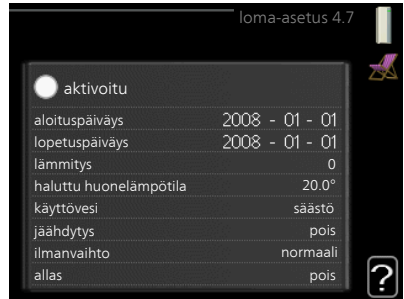 loma-asetus 4.7
aktivoitu
aloituspäiväys 2008 - 01 - 01
lopetuspäiväys 2008 - 01 - 01
lämmitys 0
haluttu huonelämpötila 20.0°
käyttövesi säästö
jäähdytys pois
ilmanvaihto normaali
allas pois
?